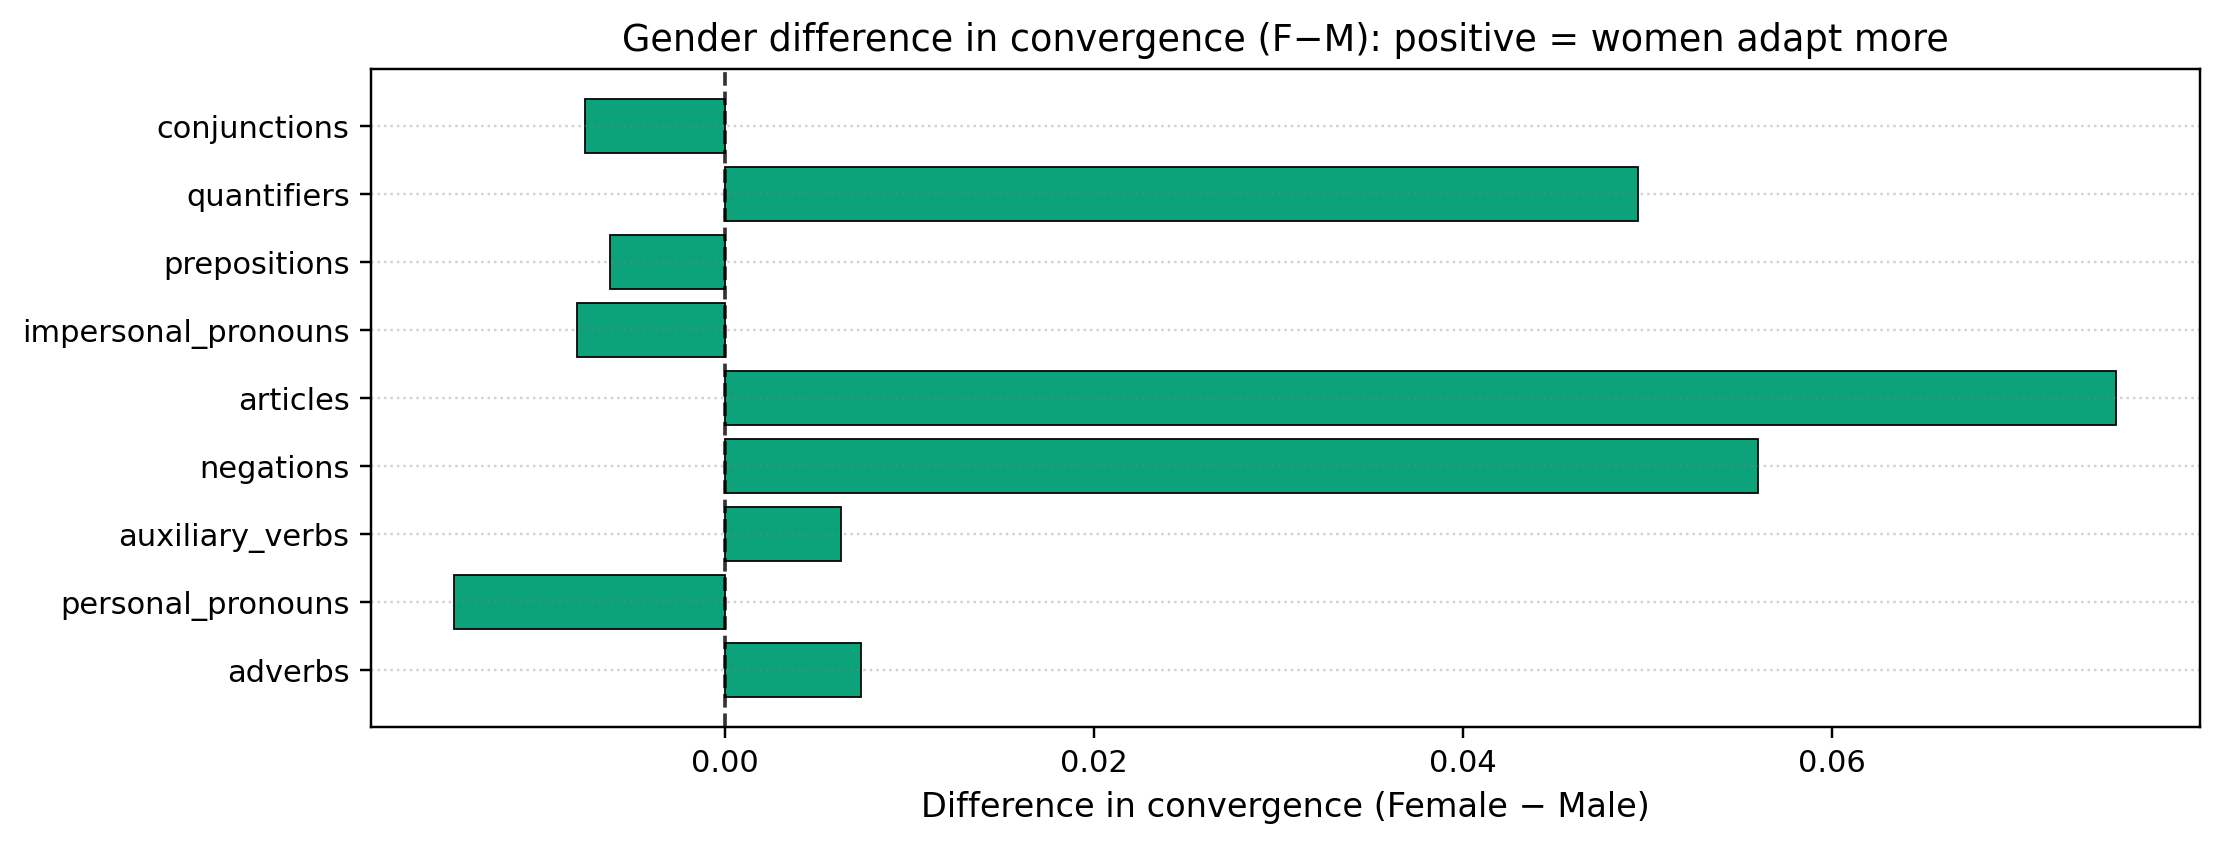 Gender difference in convergence (F−M): positive = women adapt more
conjunctions
quantifiers
prepositions
impersonal_pronouns
articles
negations
auxiliary_verbs
personal_pronouns
adverbs
0.00 0.02 0.04 0.06
Difference in convergence (Female − Male)